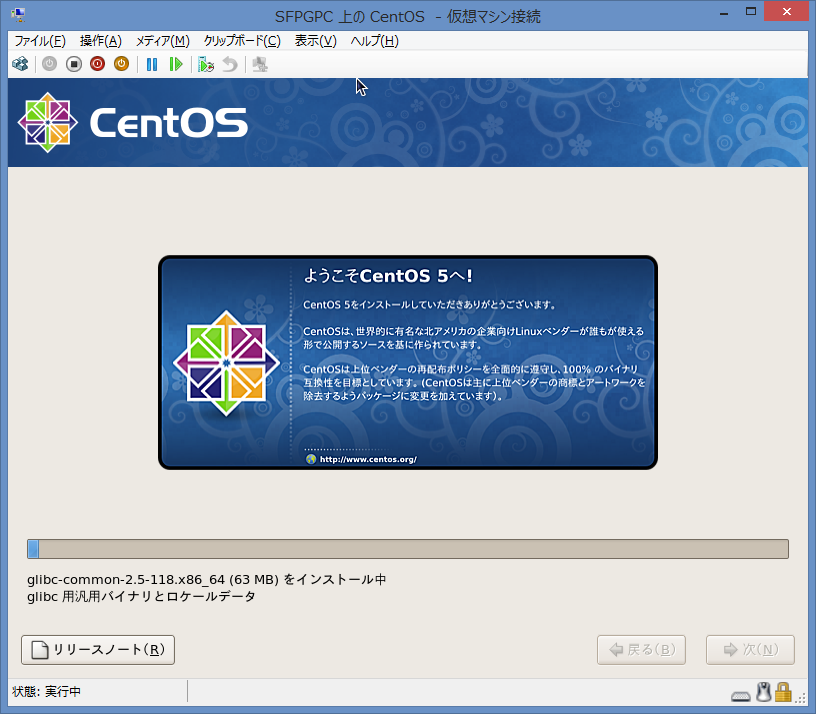 SFPGPC 上の CentOS - 仮想マシン接続
ファイル(F) 操作(A) メディア(M) クリップボード(C) 表示(V) ヘルプ(H)
CentOS
ようこそCentOS 5へ!
CentOS 5をインストールしていただきありがとうございます。
CentOSは、世界的に有名な北アメリカの企業向けLinuxベンダーが誰もが使える
形で公開するソースを基に作られています。
CentOSは上位ベンダーの再配布ポリシーを全面的に遵守し、100% のバイナリ
互換性を目標としています。(CentOSは主に上位ベンダーの商標とアートワークを
除去するようパッケージに変更を加えています)。
http://www.centos.org/
glibc-common-2.5-118.x86_64 (63 MB) をインストール中
glibc 用汎用バイナリとロケールデータ
リリースノート(R) 戻る(B) 次(N)
状態: 実行中